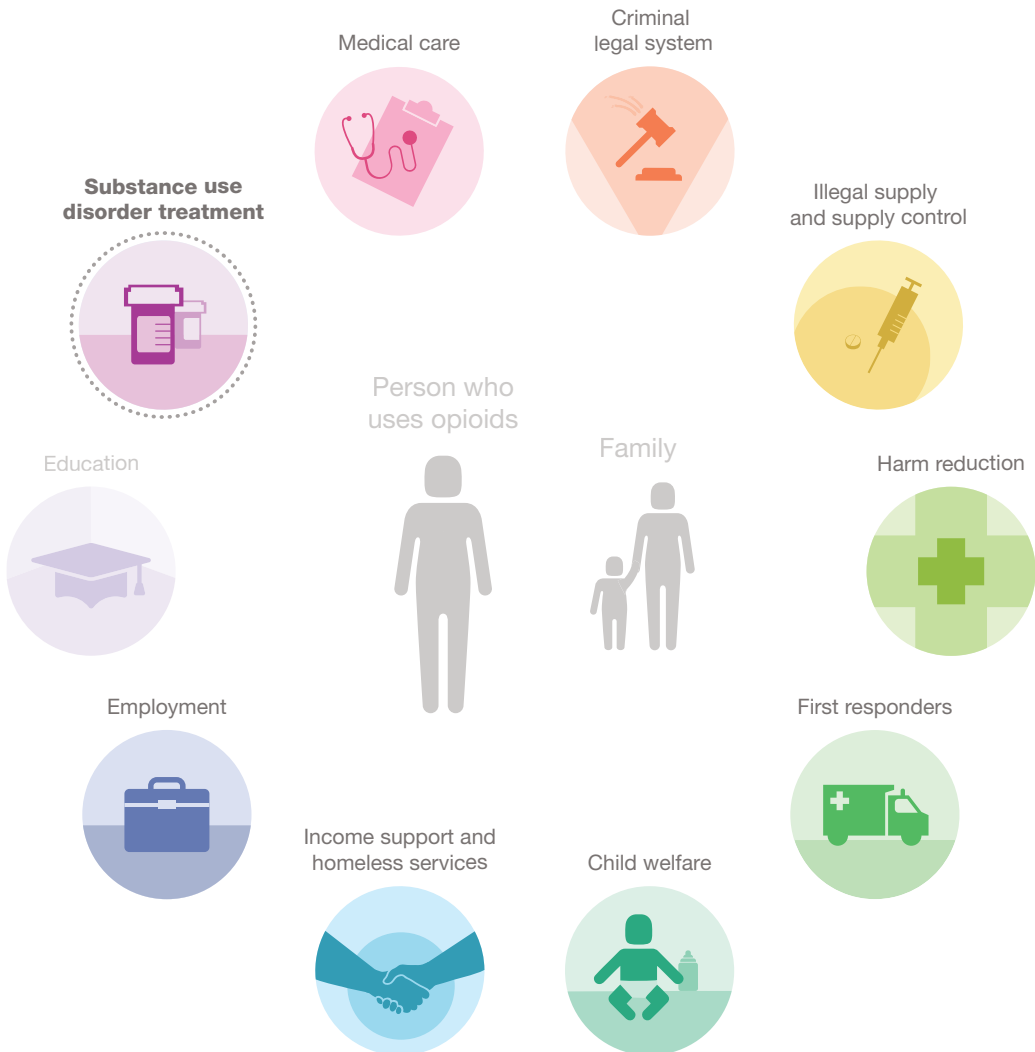 Medical care
Criminal
legal system
Substance use
disorder treatment
Illegal supply
and supply control
Person who
uses opioids
Family
Education
Harm reduction
Employment
First responders
Income support and
homeless services
Child welfare